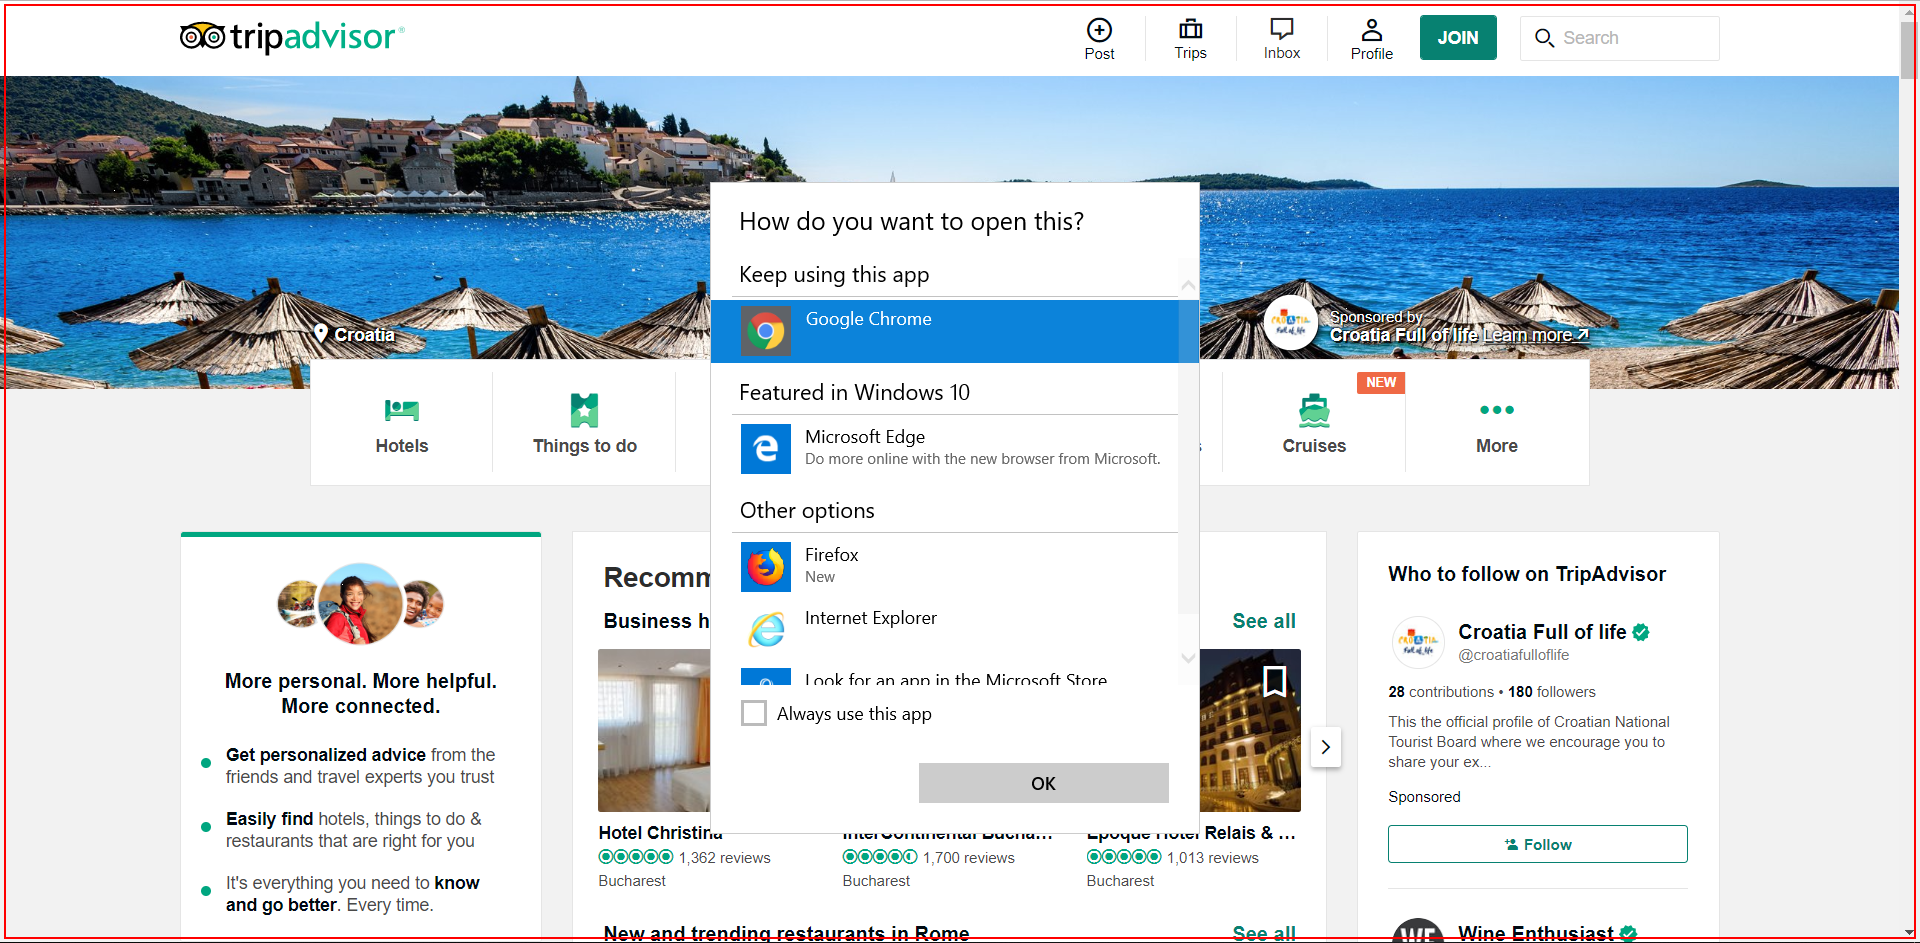 tripadvisor
Post
Trips
Inbox
Profile
JOIN
Search
How do you want to open this?
Keep using this app
Google Chrome
Croatia
Sponsored by
Croatia Full of life Learn more
Featured in Windows 10
NEW
Hotels
Things to do
Microsoft Edge
Do more online with the new browser from Microsoft.
Cruises
More
Other options
Firefox
New
Internet Explorer
Look for an app in the Microsoft Store
Always use this app
OK
More personal. More helpful.
More connected.
Get personalized advice from the
friends and travel experts you trust
Easily find hotels, things to do &
restaurants that are right for you
It's everything you need to know
and go better. Every time.
Business
See all
Hotel Christina
InterContinental Bucha...
Epoque Hotel Relais & ...
1,362 reviews
1,700 reviews
1,013 reviews
Bucharest
Bucharest
Bucharest
New and trending restaurants in Rome
See all
Who to follow on TripAdvisor
Croatia Full of life
@croatiafulloflife
28 contributions • 180 followers
This the official profile of Croatian National
Tourist Board where we encourage you to
share your ex...
Sponsored
Follow
Wine Enthusiast